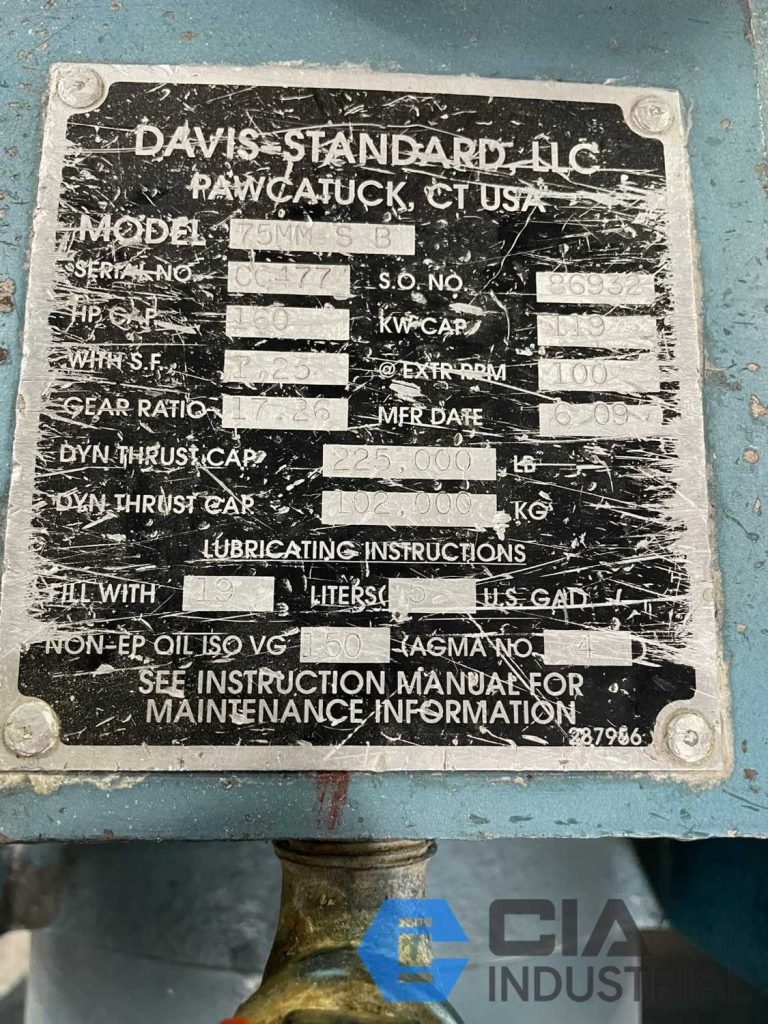 DAVIS-STANDARD, LLC
PAWCATUCK, CT USA
MODEL 75MM S B
SERIAL NO. S.O. NO. 86932
HP CAP. 160 KW CAP. 119
WITH S.F. 1.25 @ EXTR RPM 100
GEAR RATIO 17.26 MFR DATE 6/09
DYN THRUST CAP. 225,000 LB
DYN THRUST CAP. 102,000 KG
LUBRICATING INSTRUCTIONS
FILL WITH 19 LITERS( 5 U.S. GAL)
NON-EP OIL ISO VG 150 (AGMA NO. 4 )
SEE INSTRUCTION MANUAL FOR
MAINTENANCE INFORMATION
287986
CIA
INDUSTRIAL